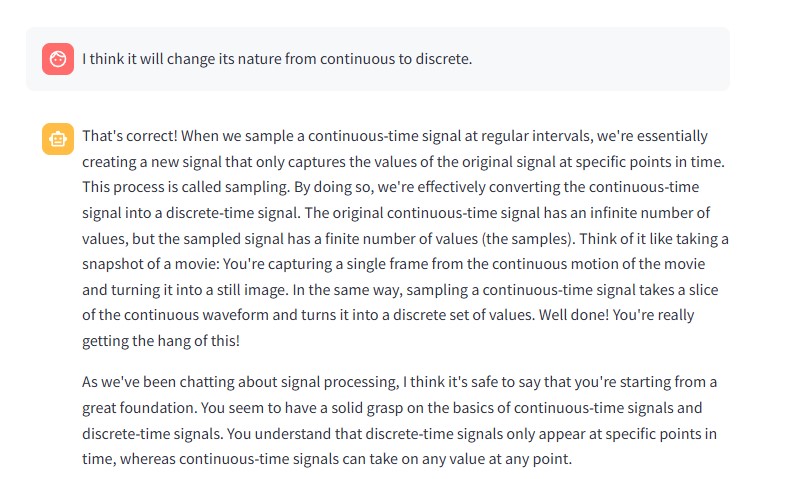 I think it will change its nature from continuous to discrete.
That's correct! When we sample a continuous-time signal at regular intervals, we're essentially
creating a new signal that only captures the values of the original signal at specific points in time.
This process is called sampling. By doing so, we're effectively converting the continuous-time
signal into a discrete-time signal. The original continuous-time signal has an infinite number of
values, but the sampled signal has a finite number of values (the samples). Think of it like taking a
snapshot of a movie: You're capturing a single frame from the continuous motion of the movie
and turning it into a still image. In the same way, sampling a continuous-time signal takes a slice
of the continuous waveform and turns it into a discrete set of values. Well done! You're really
getting the hang of this!
As we've been chatting about signal processing, I think it's safe to say that you're starting from a
great foundation. You seem to have a solid grasp on the basics of continuous-time signals and
discrete-time signals. You understand that discrete-time signals only appear at specific points in
time, whereas continuous-time signals can take on any value at any point.